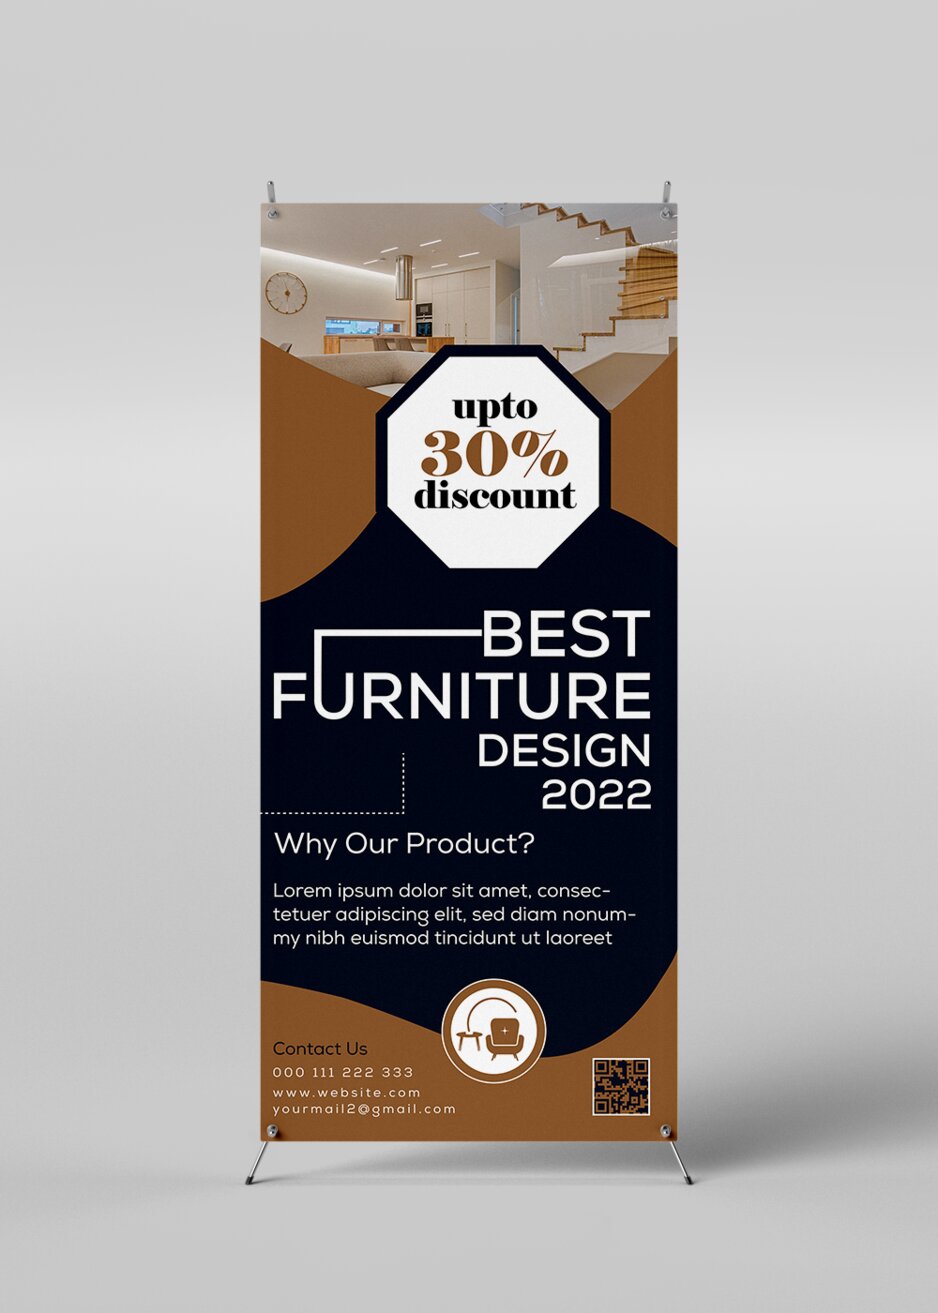 upto
30%
discount
BEST
FURNITURE
DESIGN
2022
Why Our Product?
Lorem ipsum dolor sit amet, consec-
tetuer adipiscing elit, sed diam nonum-
my nibh euismod tincidunt ut laoreet
Contact Us
000 111 222 333
www.website.com
yourmail2@gmail.com